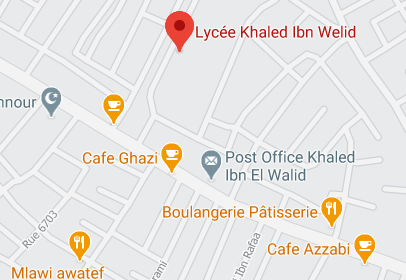 Lycée Khaled Ibn Welid
nnour
Cafe Ghazi
Post Office Khaled
Ibn El Walid
Boulangerie Pâtisserie
Rue 6703
Ibn Rafaa
Cafe Azzabi
Mlawi awatef
rami